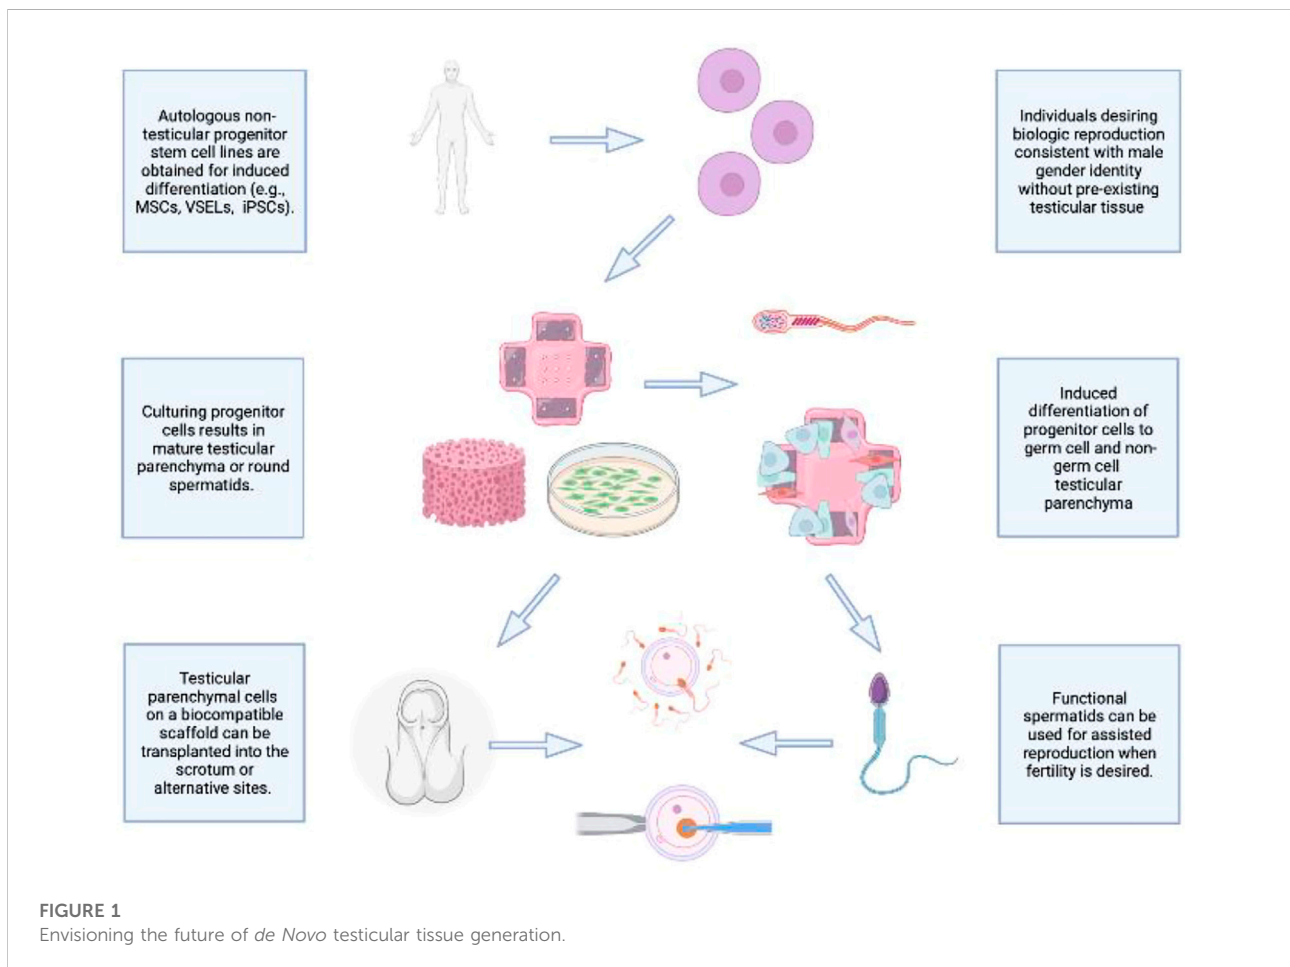 Autologous non-
testicular progenitor
stem cell lines are
obtained for induced
differentiation (e.g.,
MSCs, VSELs, iPSCs).
Individuals desiring
biologic reproduction
consistent with male
gender identity
without pre-existing
testicular tissue
Culturing progenitor
cells results in
mature testicular
parenchyma or round
spermatids.
Induced
differentiation of
progenitor cells to
germ cell and non-
germ cell
testicular
parenchyma
Testicular
parenchymal cells
on a biocompatible
scaffold can be
transplanted into the
scrotum or
alternative sites.
Functional
spermatids can be
used for assisted
reproduction when
fertility is desired.
FIGURE 1
Envisioning the future of de Novo testicular tissue generation.